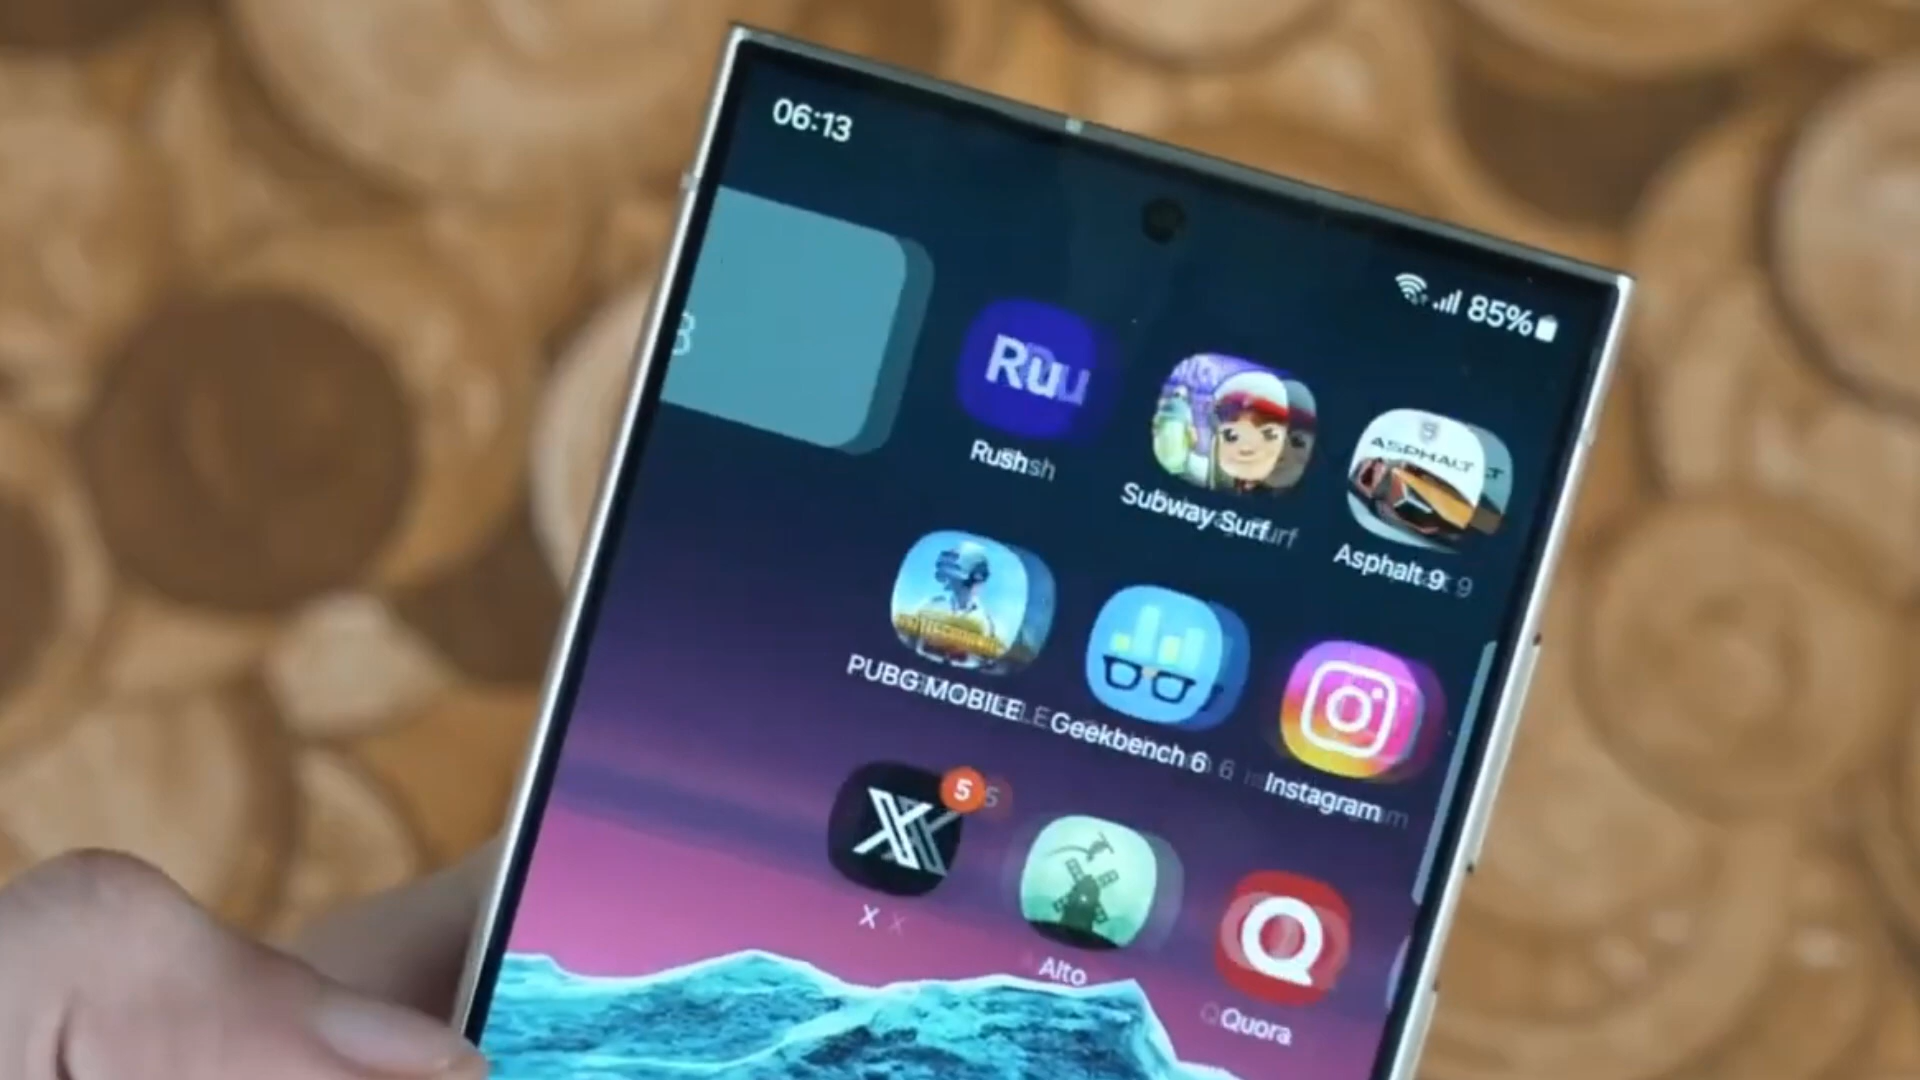 06:13
85%
Ru
Rush
Subway Surf
ASPHALT
Asphalt 9
PUBG MOBILE
Geekbench 6
Instagram
5
X
Alto
Quora